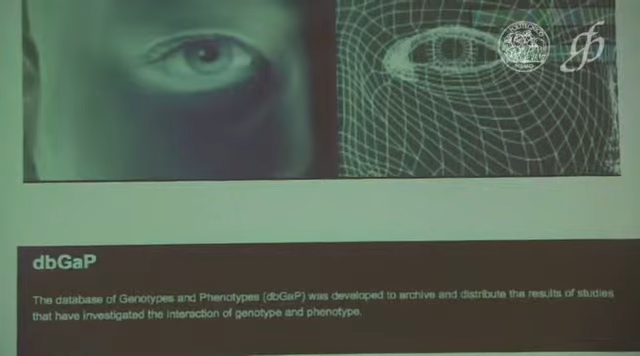 dbGaP
The database of Genotypes and Phenotypes (dbGaP) was developed to archive and distribute the results of studies
that have investigated the interaction of genotype and phenotype.